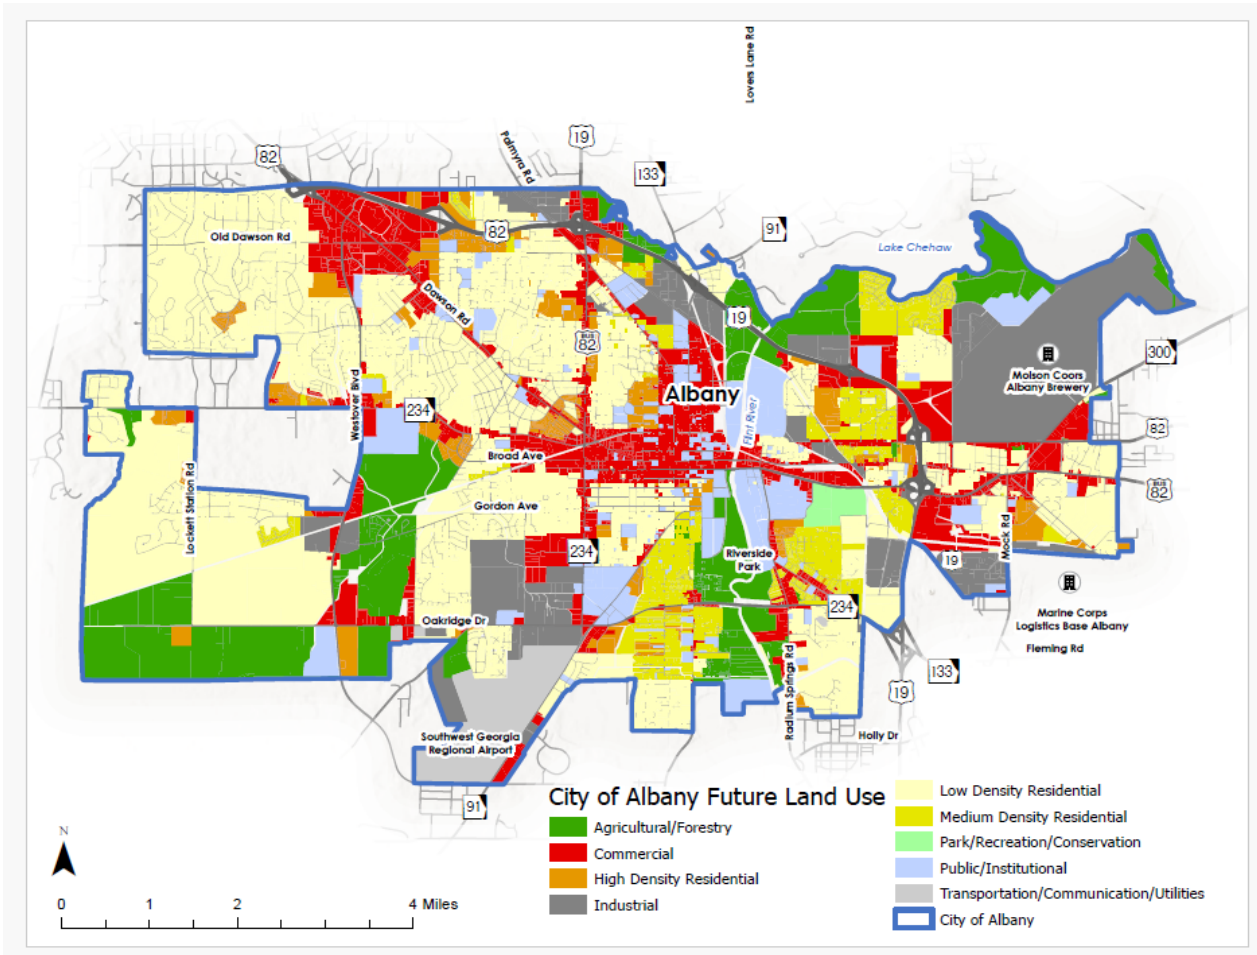 Lovers Lane Rd
Palmyra Rd
19
82
133
91
Old Dawson Rd
82
Lake Chehaw
Dawson Rd
19
BUS
82
300
Molson Coors
Albany Brewery
Westover Blvd
Albany
234
Flint River
82
Broad Ave
Lockett Station Rd
BUS
82
Gordon Ave
Mock Rd
234
Riverside
Park
19
Marine Corps
Logistics Base Albany
Oakridge Dr
234
Fleming Rd
133
Radium Springs Rd
19
Southwest Georgia
Regional Airport
Holly Dr
91
City of Albany Future Land Use
Agricultural/Forestry
Commercial
High Density Residential
Industrial
Low Density Residential
Medium Density Residential
Park/Recreation/Conservation
Public/Institutional
Transportation/Communication/Utilities
City of Albany
N
0 1 2 4 Miles